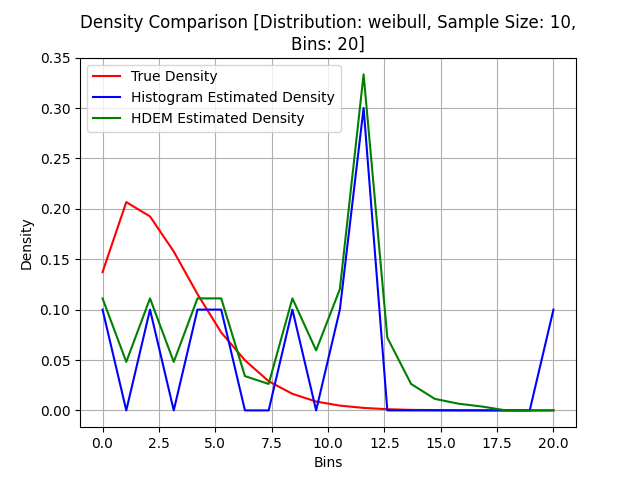 Density Comparison [Distribution: weibull, Sample Size: 10,
Bins: 20]
True Density
Histogram Estimated Density
HDEM Estimated Density
Density
0.35
0.30
0.25
0.20
0.15
0.10
0.05
0.00
0.0 2.5 5.0 7.5 10.0 12.5 15.0 17.5 20.0
Bins